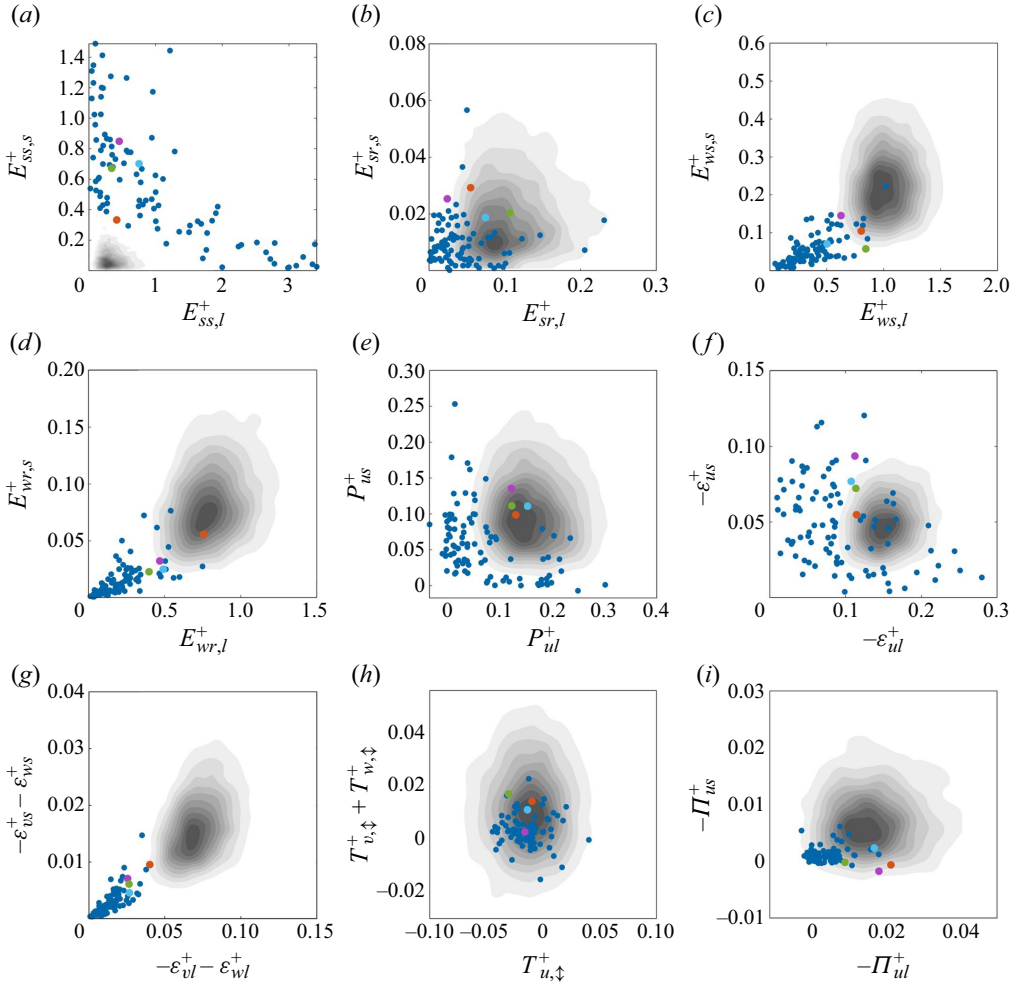 (a) (b) (c)
1.4 0.08 0.6
1.2 0.5
1.0 0.06 0.4
0.8 0.04 0.3
0.6 0.2
0.4 0.02 0.1
0.2
0 1 2 3 0 0.1 0.2 0.3 0 0.5 1.0 1.5 2.0
E⁺ss,s E⁺sr,s E⁺ws,s
E⁺ss,l E⁺sr,l E⁺ws,l
(d) (e) (f)
0.20 0.30 0.15
0.15 0.25
0.20 0.10
0.10 0.15
0.10 0.05
0.05 0.05
0
0 0.5 1.0 1.5 0 0.1 0.2 0.3 0.4 0 0.1 0.2 0.3
E⁺wr,s P⁺us −ε⁺us
E⁺wr,l P⁺ul −ε⁺ul
(g) (h) (i)
0.04 0.04 0.03
0.03 0.02
0.02 0.02 0.01
0.01 0 0
−0.02 −0.01
0 0.05 0.10 0.15 −0.10 −0.05 0 0.05 0.10 0 0.02 0.04
−ε⁺vs − ε⁺ws T⁺v,↕ + T⁺w,↕ −Π⁺us
−ε⁺vl − ε⁺wl T⁺u,↕ −Π⁺ul